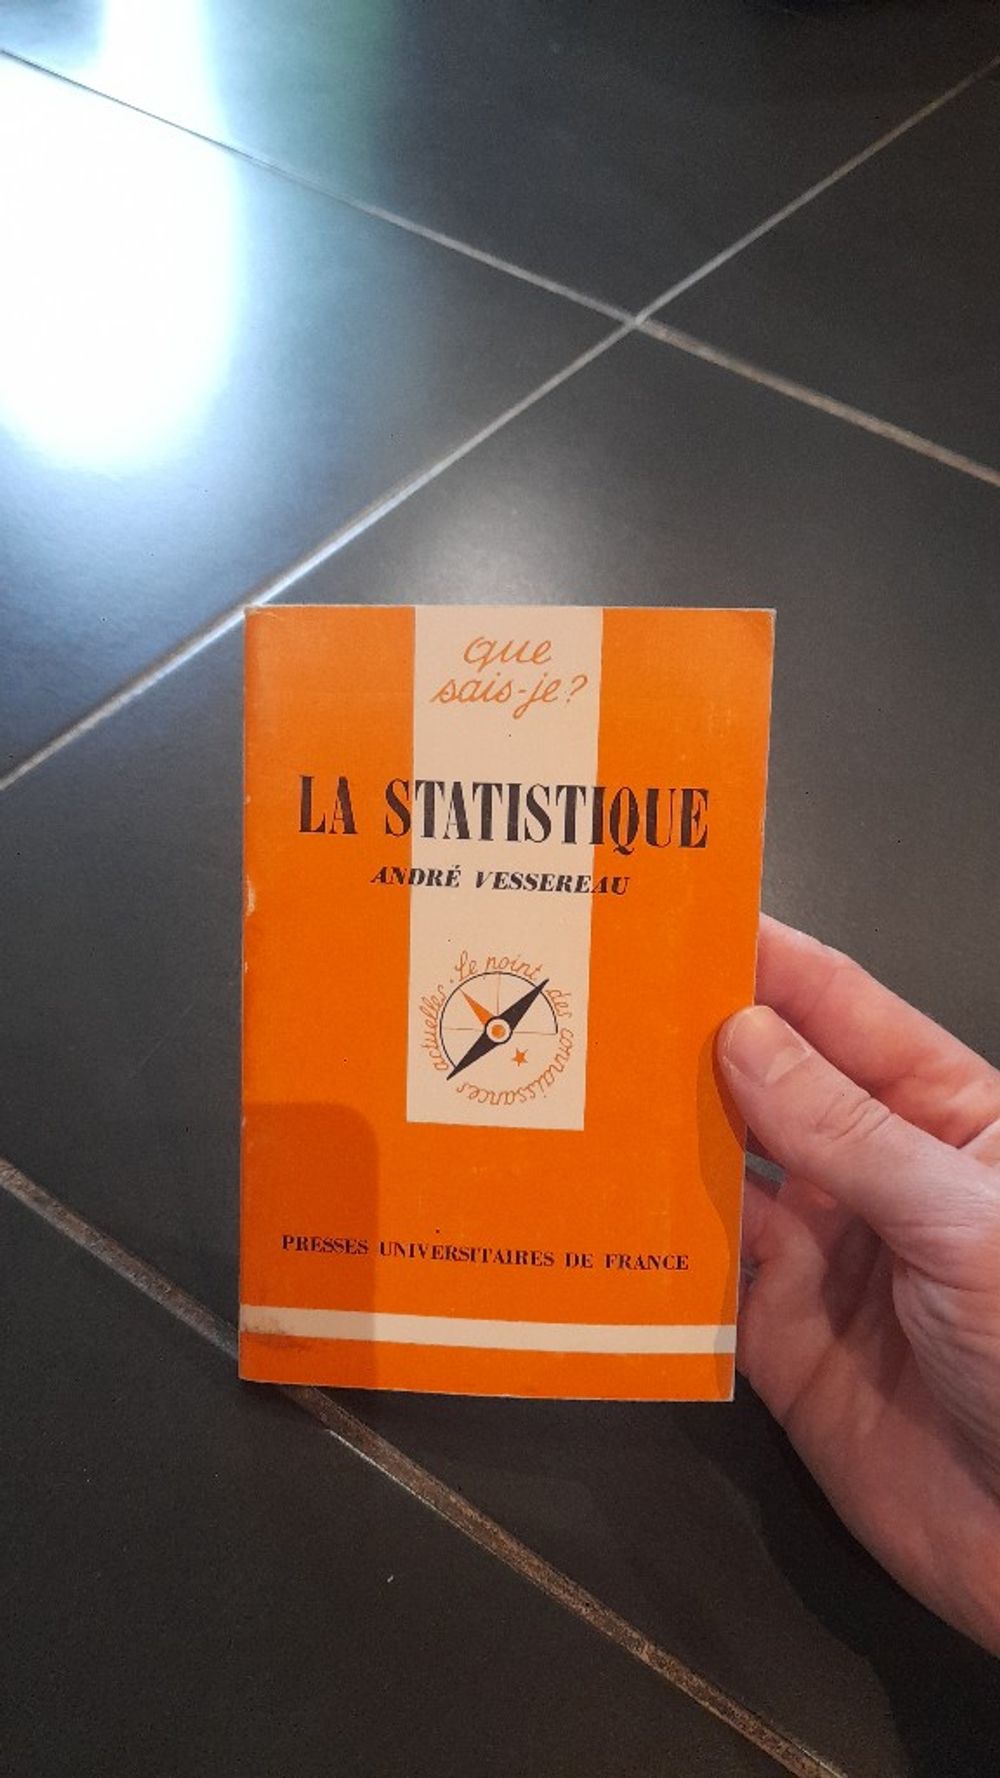 que
sais-je?
LA STATISTIQUE
ANDRÉ VESSEREAU
Le point des connaissances actuelles.
PRESSES UNIVERSITAIRES DE FRANCE